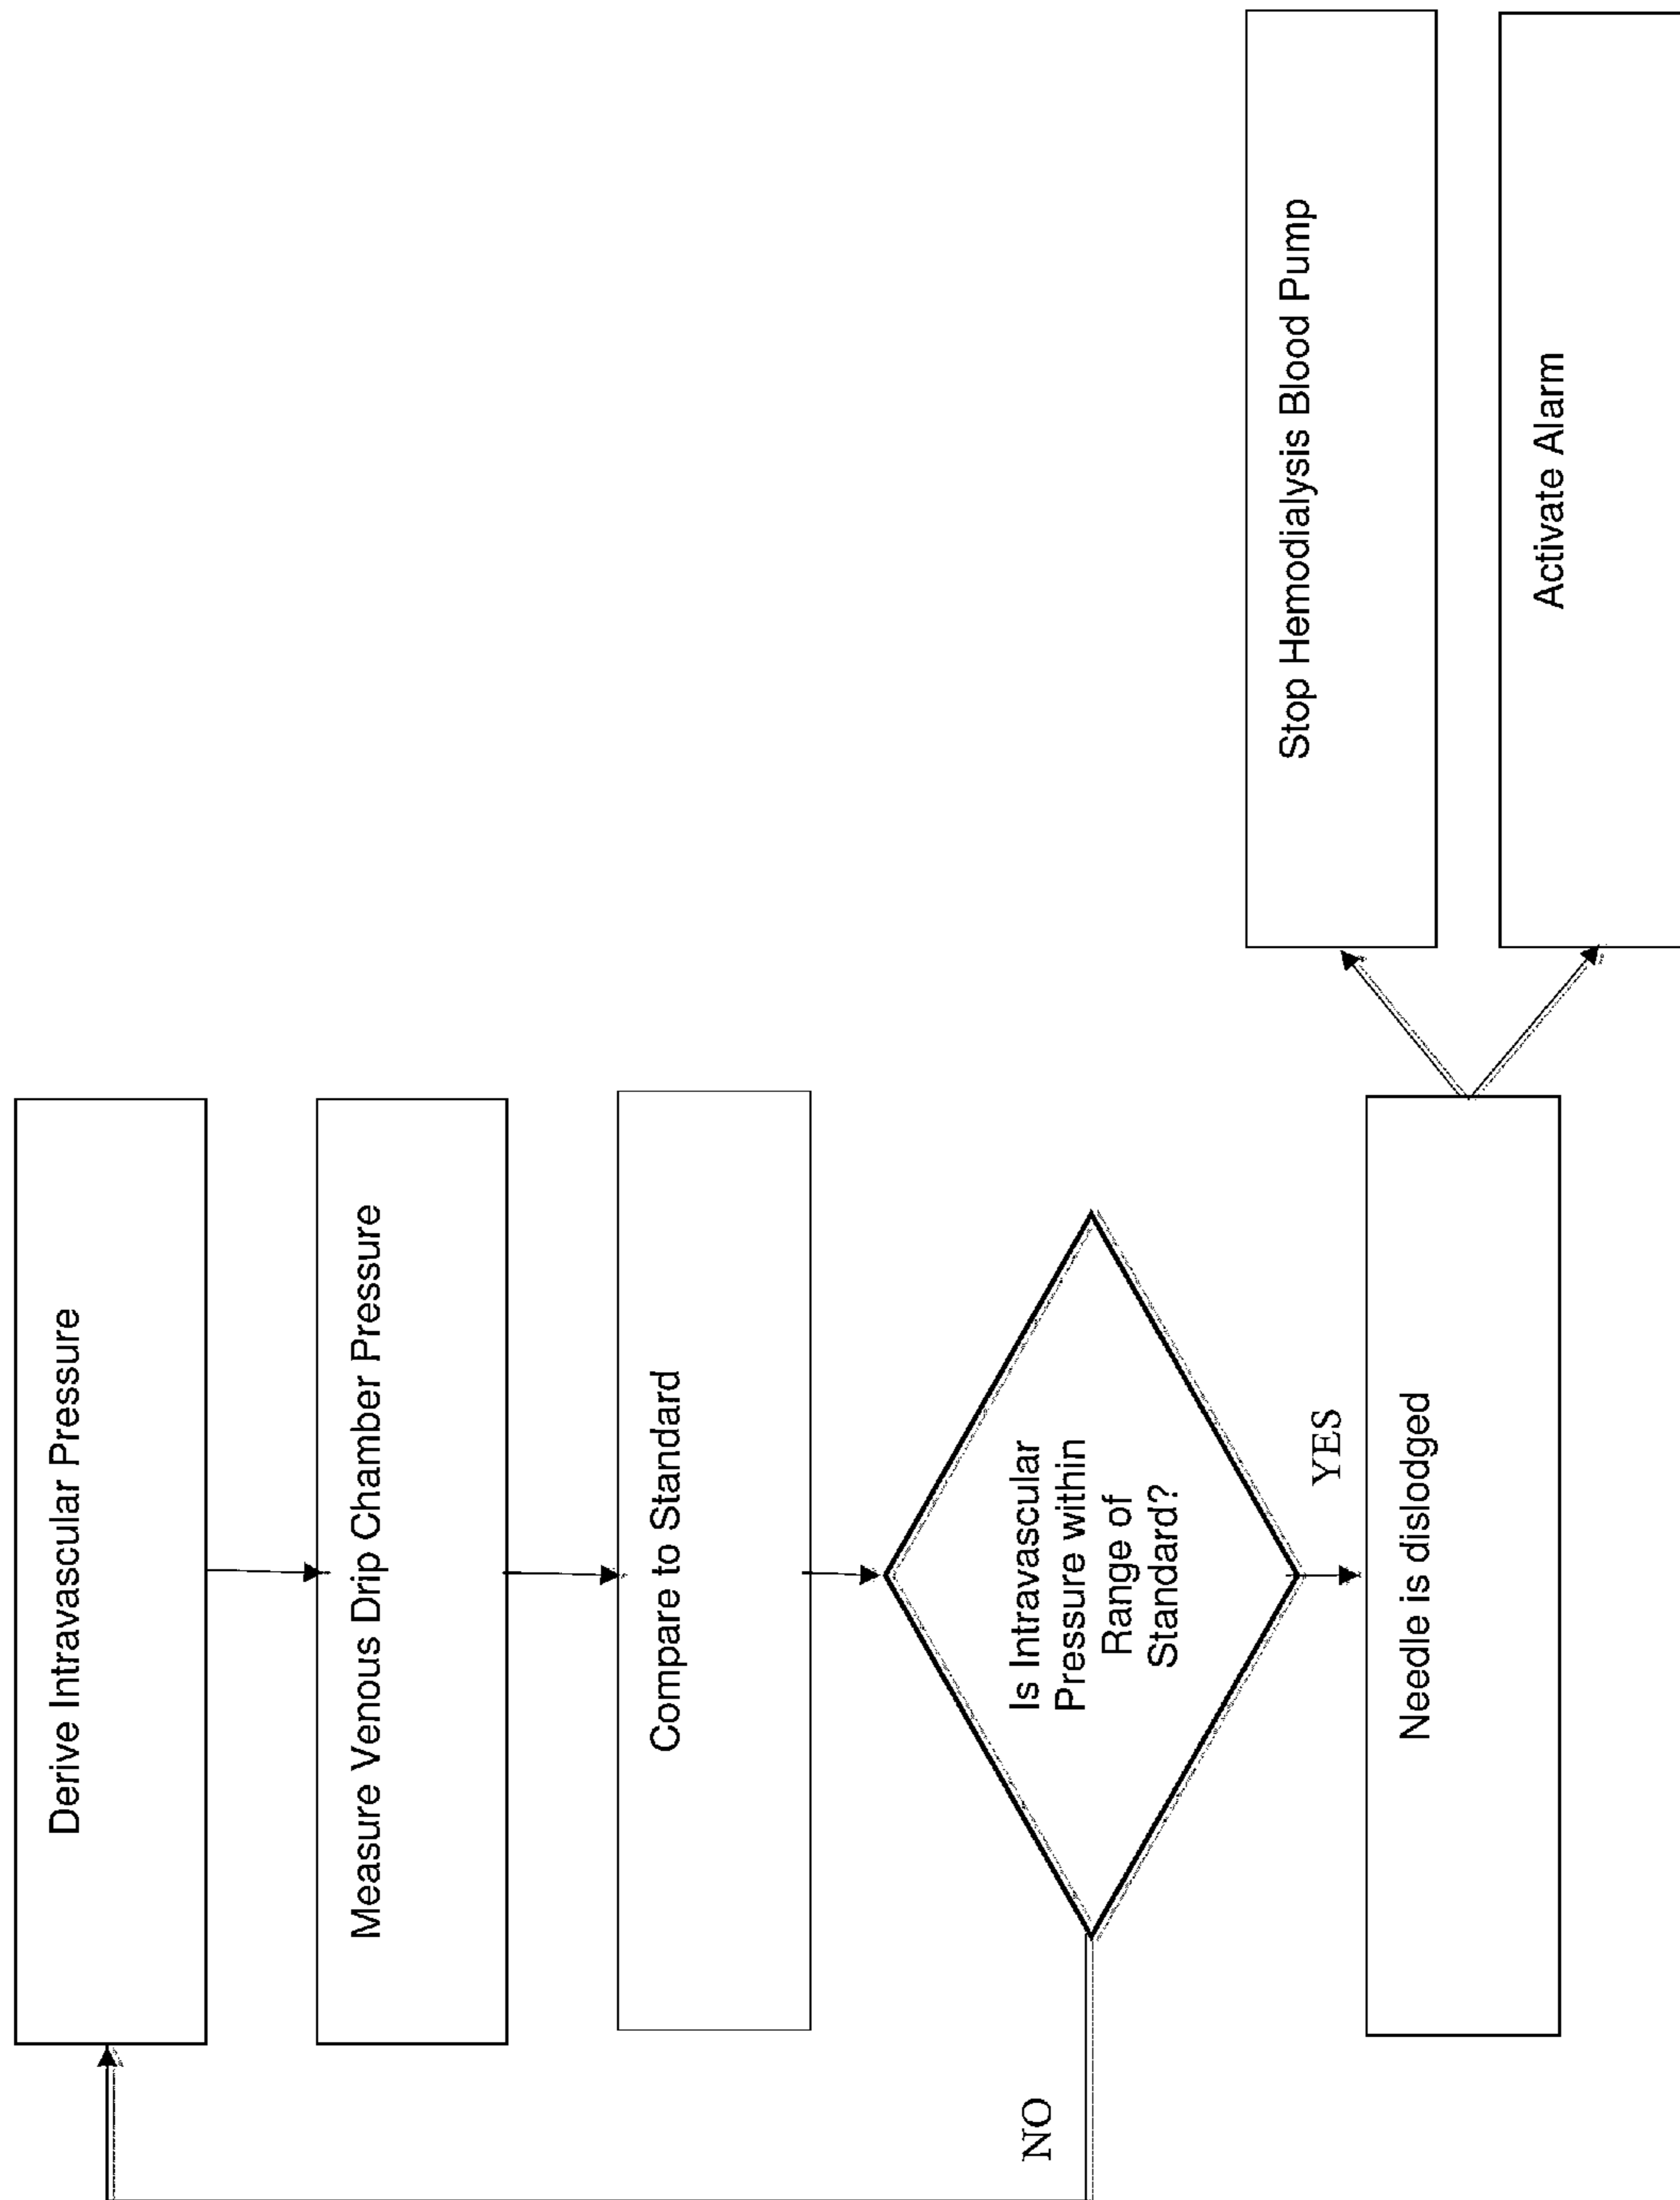 Derive Intravascular Pressure
Measure Venous Drip Chamber Pressure
Compare to Standard
Is Intravascular
Pressure within
Range of
Standard?
NO
YES
Needle is dislodged
Stop Hemodialysis Blood Pump
Activate Alarm